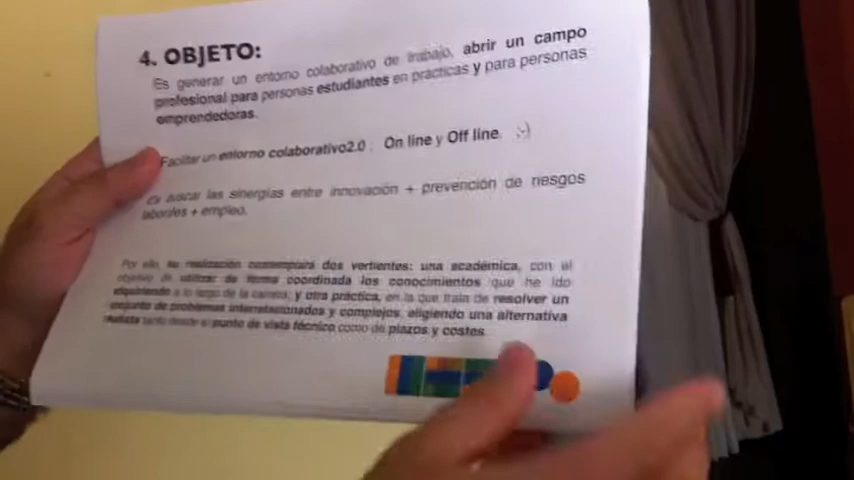 4. OBJETO:
Es generar un entorno colaborativo de trabajo, abrir un campo
profesional para personas estudiantes en prácticas y para personas
emprendedoras.
Facilitar un entorno colaborativo2.0 : On line y Off line. ;-)
Es buscar las sinergias entre innovación + prevención de riesgos
laborales + empleo.
Por ello, su realización contemplará dos vertientes: una académica, con el
objetivo de utilizar de forma coordinada los conocimientos que he ido
adquiriendo a lo largo de la carrera; y otra práctica, en la que trata de resolver un
conjunto de problemas interrelacionados y complejos, eligiendo una alternativa
realista tanto desde el punto de vista técnico como de plazos y costes.